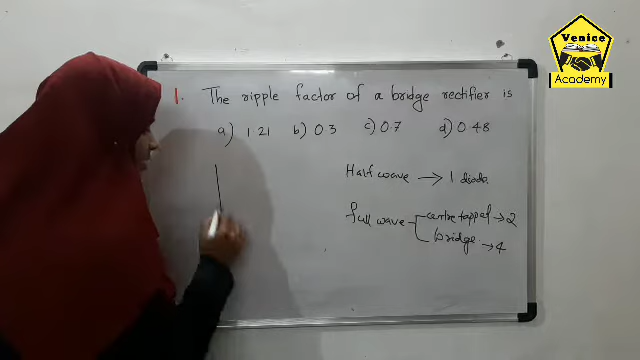 Venice
Academy
1. The ripple factor of a bridge rectifier is
a) 1.21 b) 0.3 c) 0.7 d) 0.48
Half wave → 1 diode.
full wave centre tapped → 2
bridge. → 4